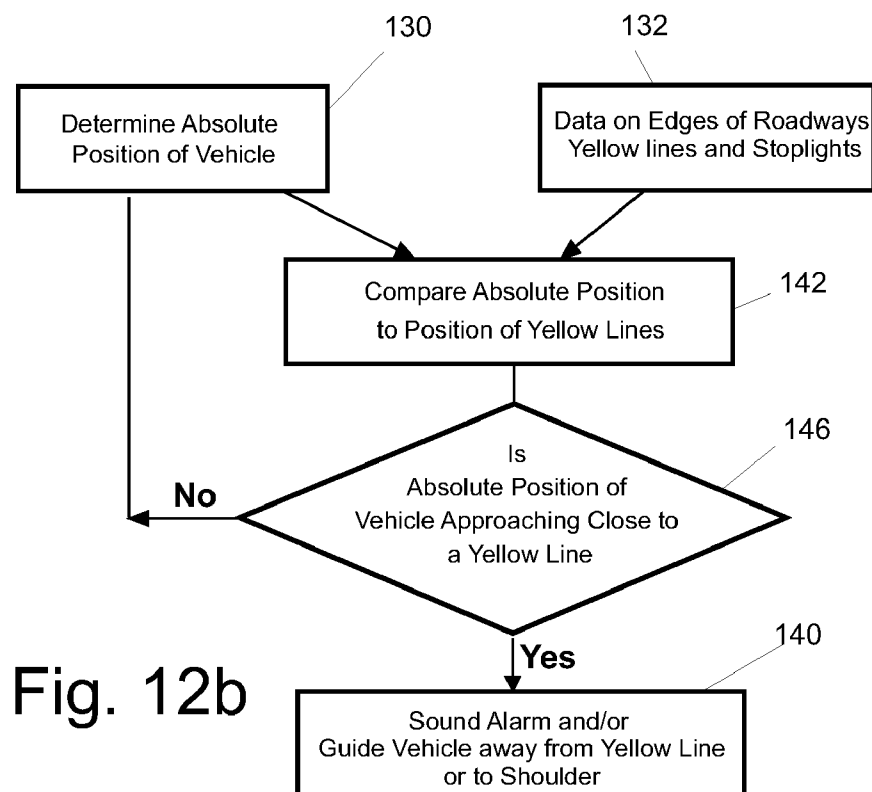 130
132
Determine Absolute
Position of Vehicle
Data on Edges of Roadways
Yellow lines and Stoplights
Compare Absolute Position
to Position of Yellow Lines
142
Is
Absolute Position of
Vehicle Approaching Close to
a Yellow Line
146
No
Yes
140
Fig. 12b
Sound Alarm and/or
Guide Vehicle away from Yellow Line
or to Shoulder